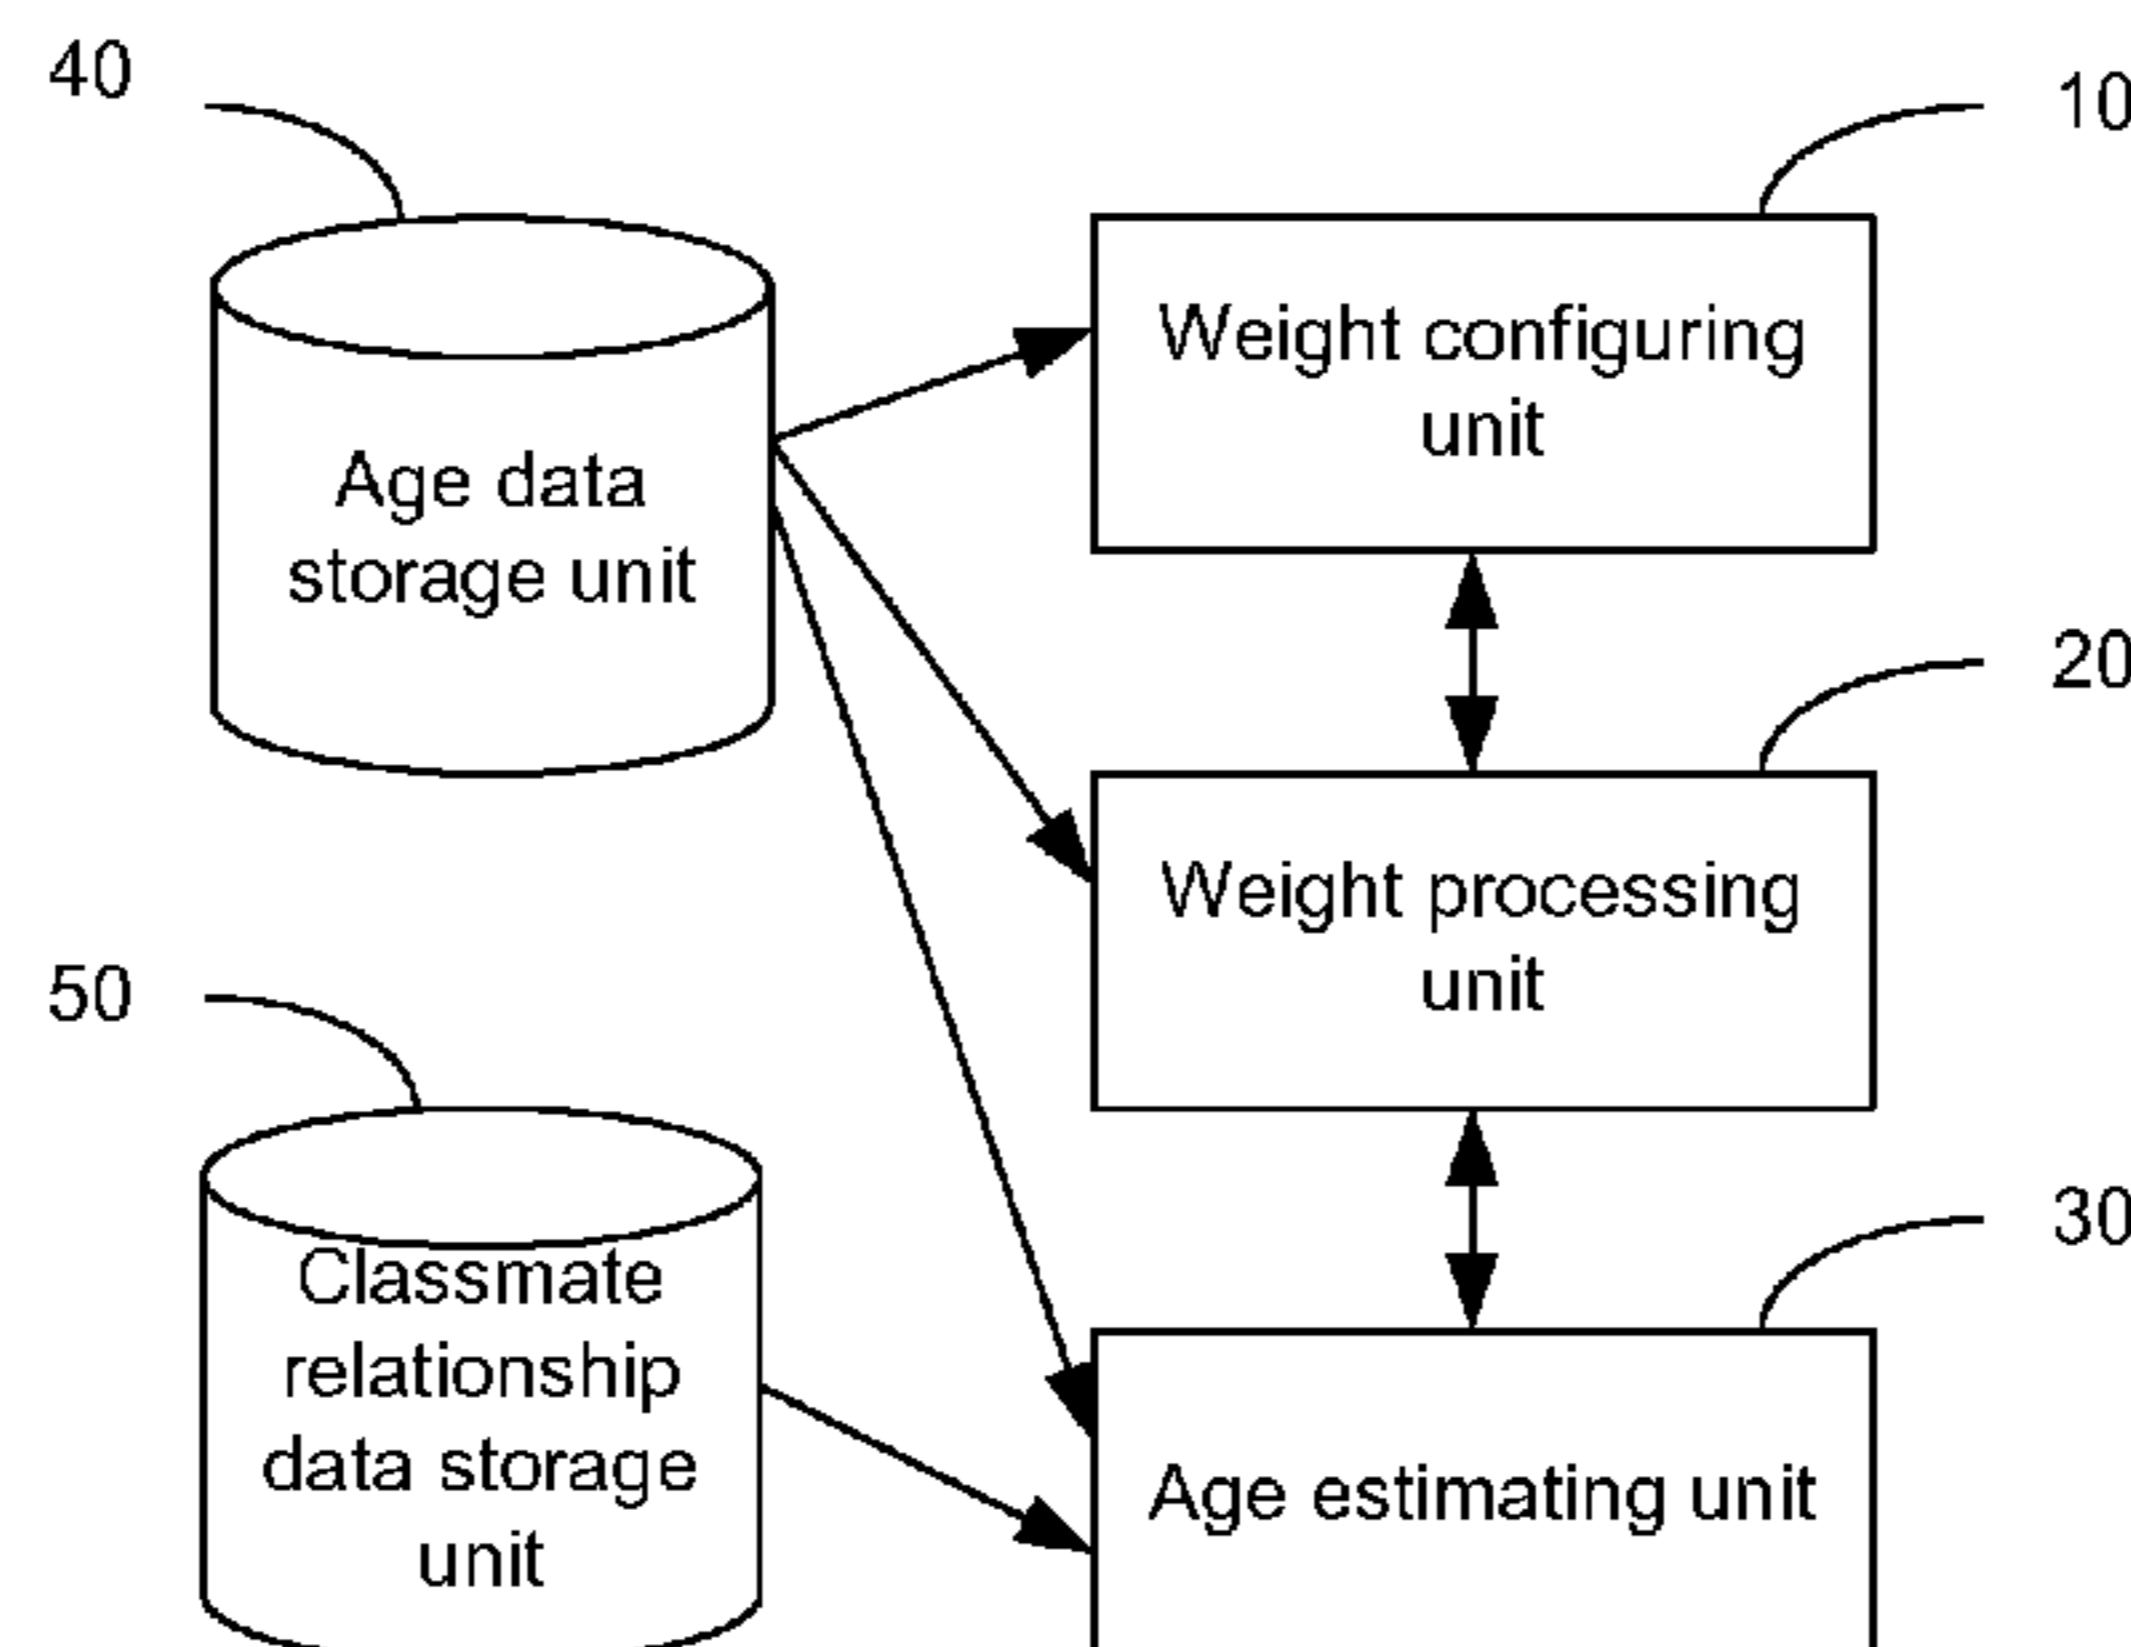 40
10
Weight configuring
unit
Age data
storage unit
20
Weight processing
unit
50
30
Classmate
relationship
data storage
unit
Age estimating unit